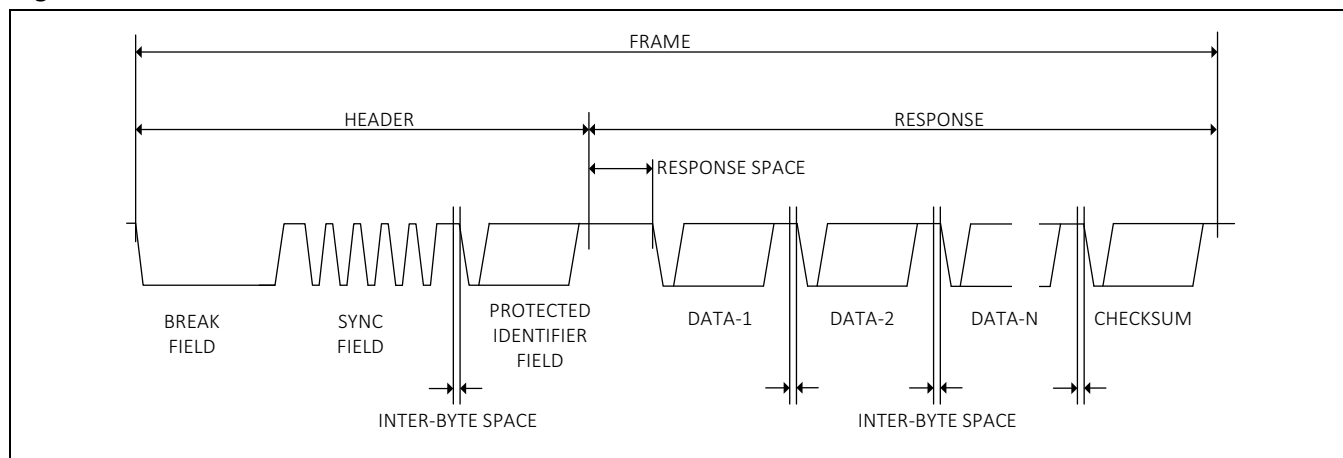 FRAME
HEADER
RESPONSE
RESPONSE SPACE
BREAK
FIELD
SYNC
FIELD
PROTECTED
IDENTIFIER
FIELD
DATA-1
DATA-2
DATA-N
CHECKSUM
INTER-BYTE SPACE
INTER-BYTE SPACE